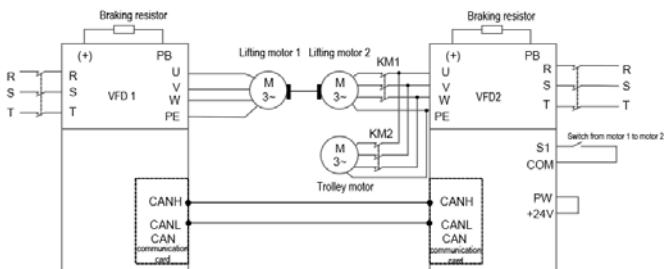 Braking resistor
Braking resistor
(+) PB
Lifting motor 1 Lifting motor 2
KM1
(+) PB
R R U M 3~ M 3~ U R R
S S VFD 1 V V VFD2 S S
T T W W T T
PE PE
KM2
M 3~
Trolley motor
Switch from motor 1 to motor 2
S1
COM
PW
+24V
CANH CANH
CANL CANL
CAN CAN
communication card communication card